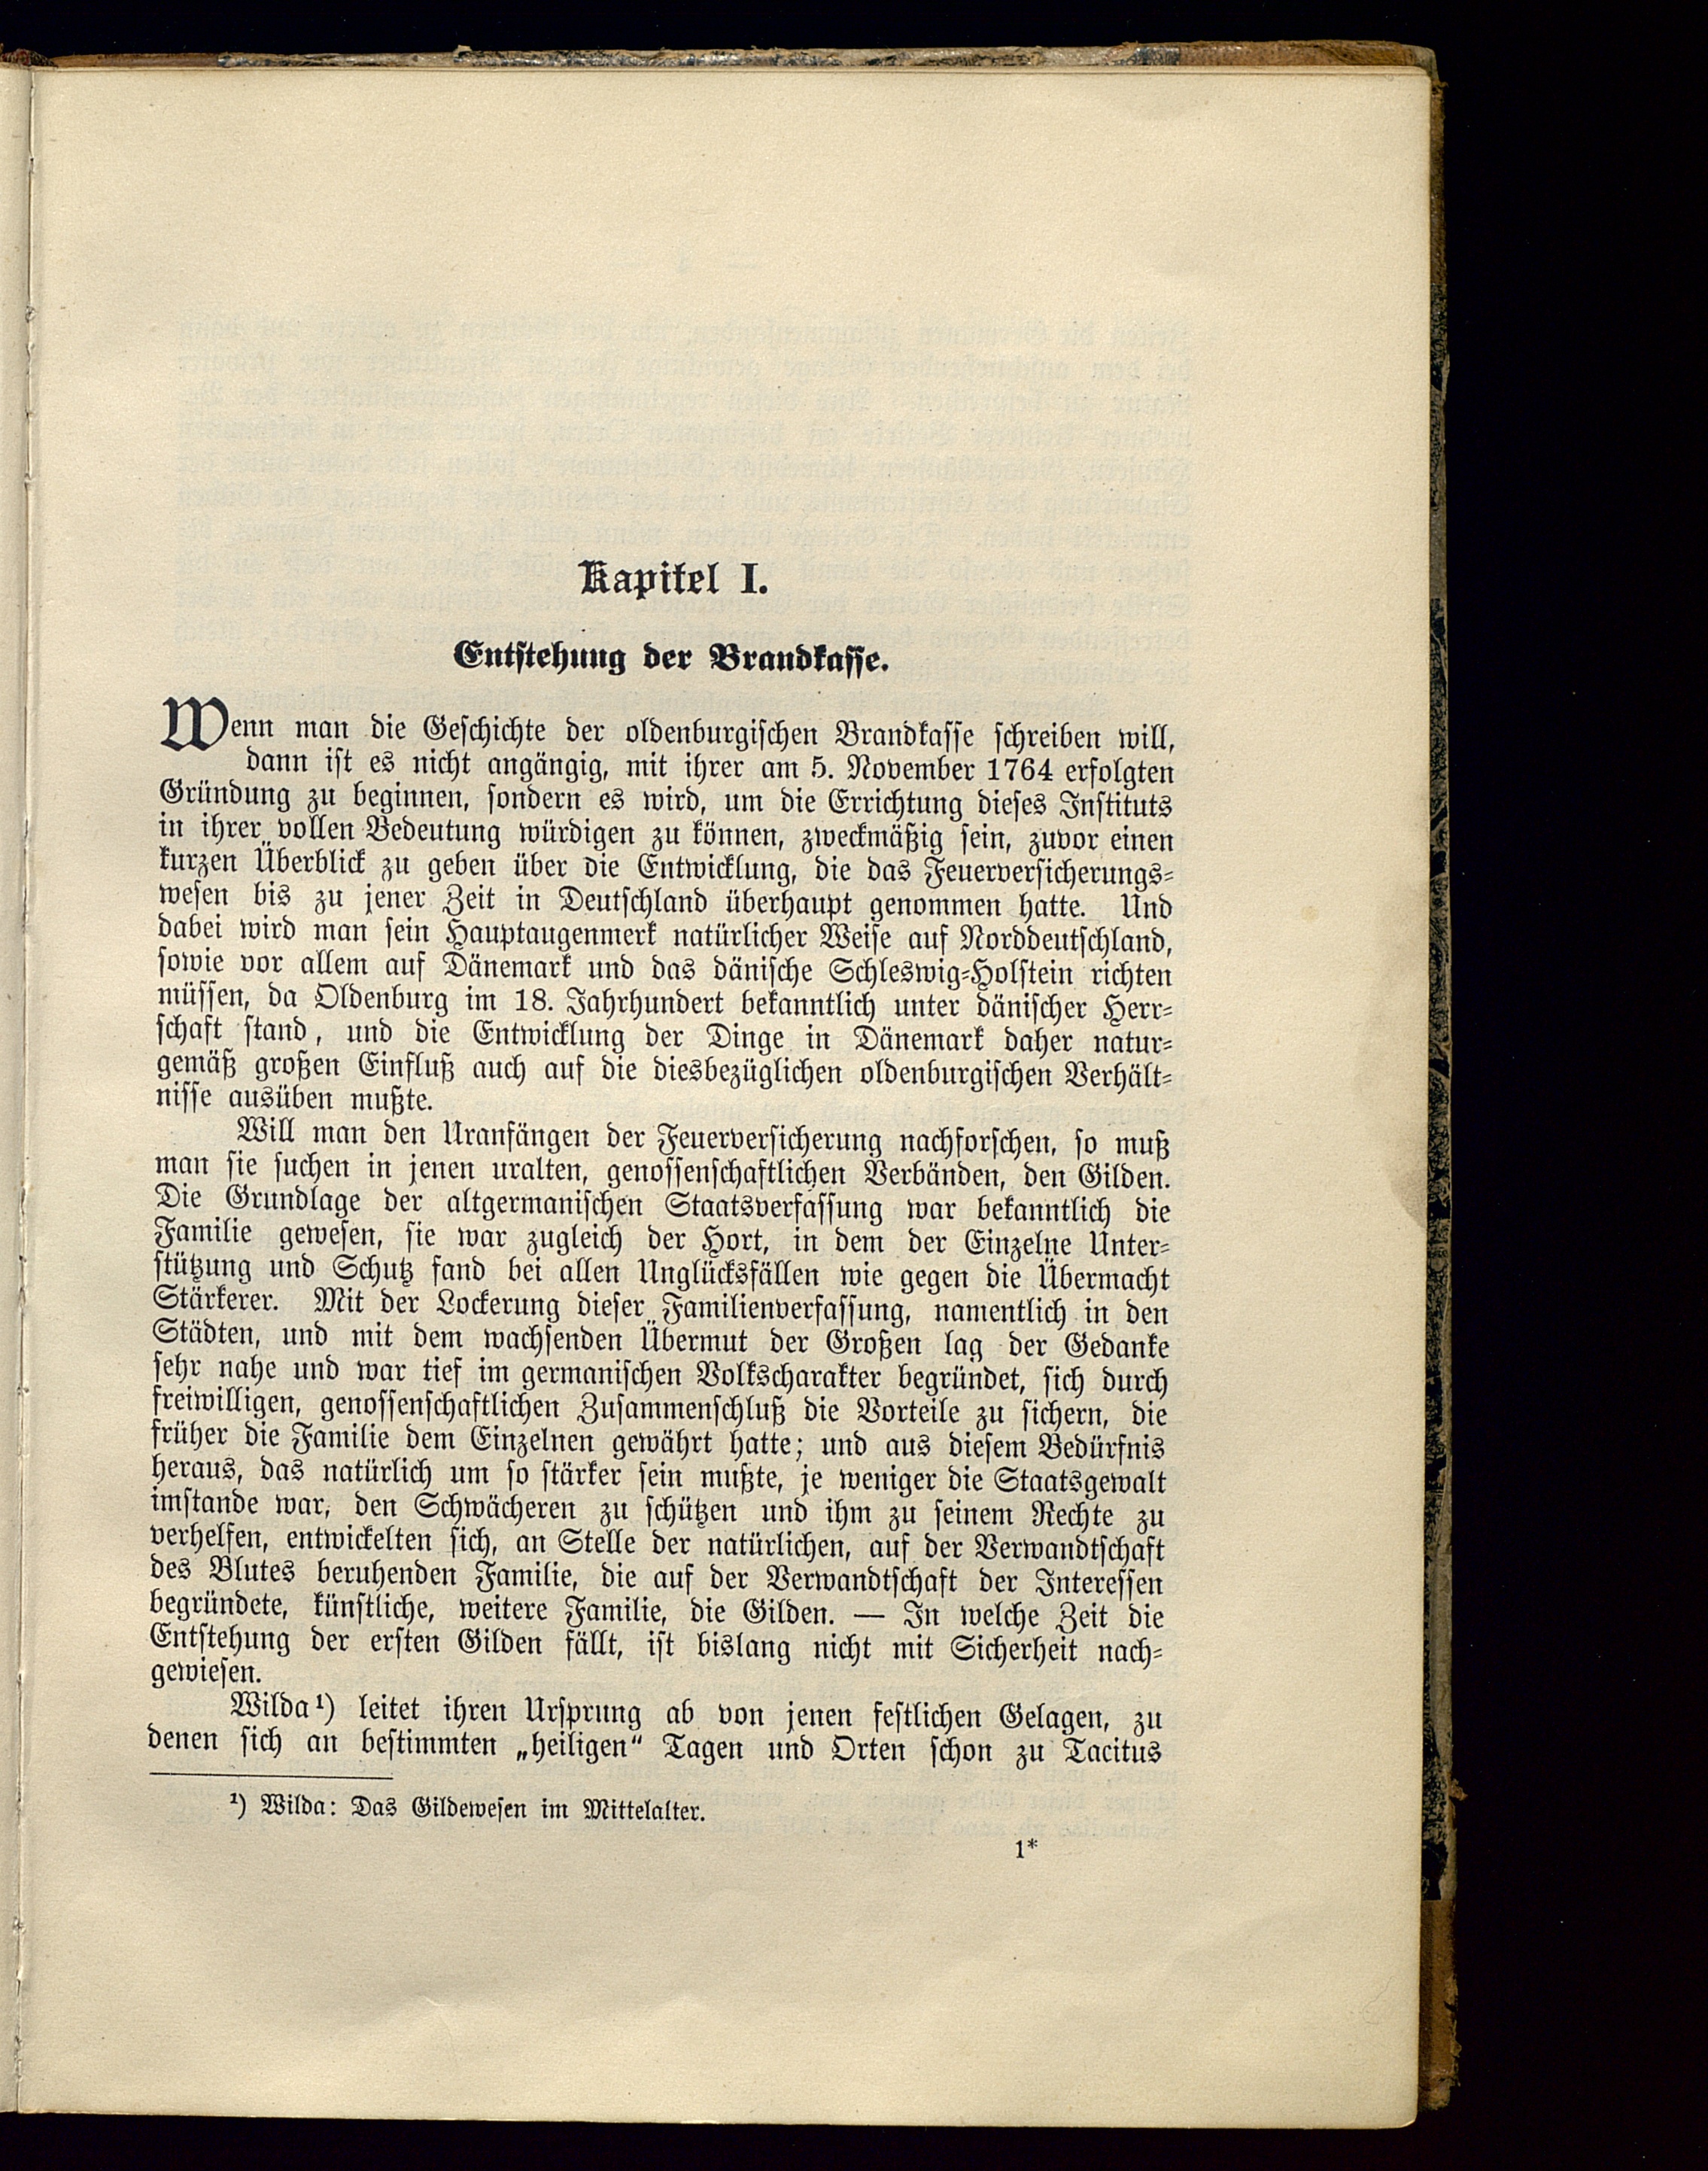 Kapitel I.
Entstehung der Brandkasse.
Wenn man die Geschichte der oldenburgischen Brandkasse schreiben will,
dann ist es nicht angängig, mit ihrer am 5. November 1764 erfolgten
Gründung zu beginnen, sondern es wird, um die Errichtung dieses Instituts
in ihrer vollen Bedeutung würdigen zu können, zweckmäßig sein, zuvor einen
kurzen Überblick zu geben über die Entwicklung, die das Feuerversicherungs-
wesen bis zu jener Zeit in Deutschland überhaupt genommen hatte. Und
dabei wird man sein Hauptaugenmerk natürlicher Weise auf Norddeutschland,
sowie vor allem auf Dänemark und das dänische Schleswig-Holstein richten
müssen, da Oldenburg im 18. Jahrhundert bekanntlich unter dänischer Herr-
schaft stand, und die Entwicklung der Dinge in Dänemark daher natur-
gemäß großen Einfluß auch auf die diesbezüglichen oldenburgischen Verhält-
nisse ausüben mußte.
Will man den Uranfängen der Feuerversicherung nachforschen, so muß
man sie suchen in jenen uralten, genossenschaftlichen Verbänden, den Gilden.
Die Grundlage der altgermanischen Staatsverfassung war bekanntlich die
Familie gewesen, sie war zugleich der Hort, in dem der Einzelne Unter-
stützung und Schutz fand bei allen Unglücksfällen wie gegen die Übermacht
Stärkerer. Mit der Lockerung dieser Familienverfassung, namentlich in den
Städten, und mit dem wachsenden Übermut der Großen lag der Gedanke
sehr nahe und war tief im germanischen Volkscharakter begründet, sich durch
freiwilligen, genossenschaftlichen Zusammenschluß die Vorteile zu sichern, die
früher die Familie dem Einzelnen gewährt hatte; und aus diesem Bedürfnis
heraus, das natürlich um so stärker sein mußte, je weniger die Staatsgewalt
imstande war, den Schwächeren zu schützen und ihm zu seinem Rechte zu
verhelfen, entwickelten sich, an Stelle der natürlichen, auf der Verwandtschaft
des Blutes beruhenden Familie, die auf der Verwandtschaft der Interessen
begründete, künstliche, weitere Familie, die Gilden. — In welche Zeit die
Entstehung der ersten Gilden fällt, ist bislang nicht mit Sicherheit nach-
gewiesen.
Wilda¹) leitet ihren Ursprung ab von jenen festlichen Gelagen, zu
denen sich an bestimmten „heiligen“ Tagen und Orten schon zu Tacitus
¹) Wilda: Das Gildewesen im Mittelalter.
1*